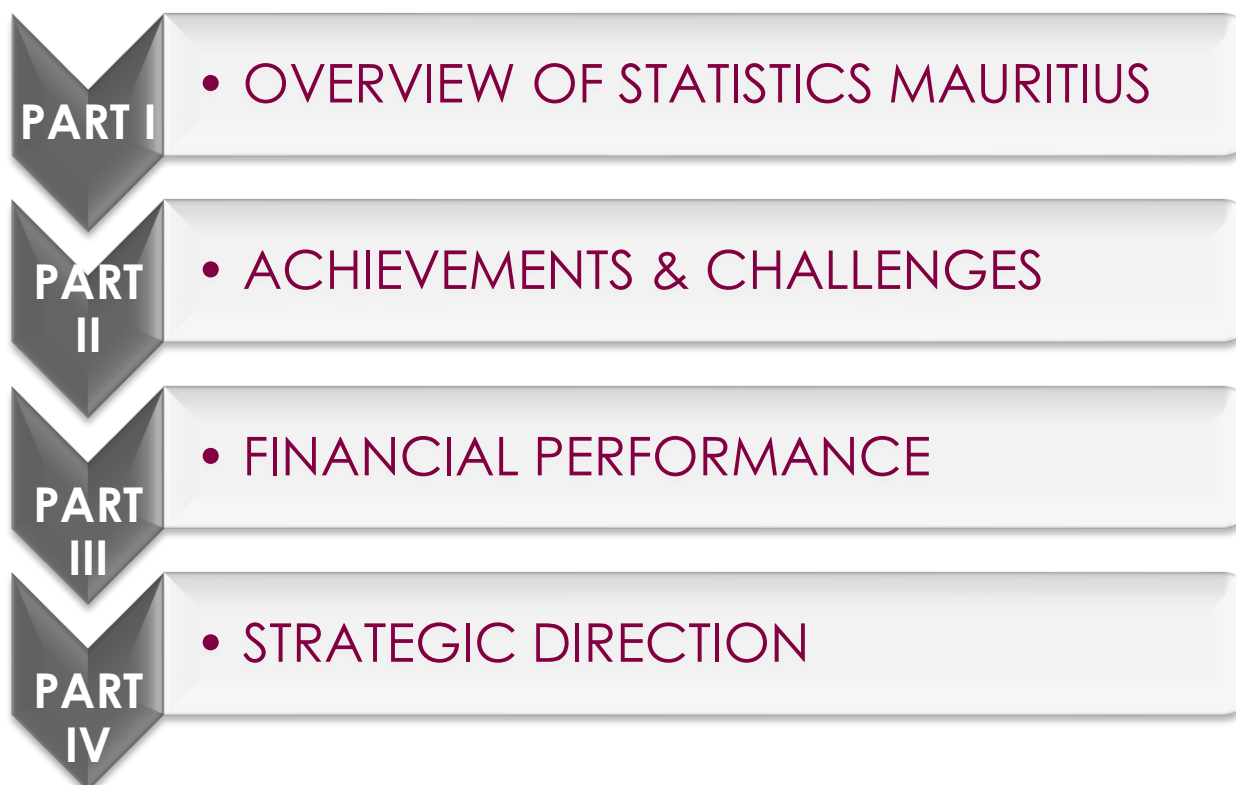 PART I
• OVERVIEW OF STATISTICS MAURITIUS
PART
II
• ACHIEVEMENTS & CHALLENGES
PART
III
• FINANCIAL PERFORMANCE
PART
IV
• STRATEGIC DIRECTION